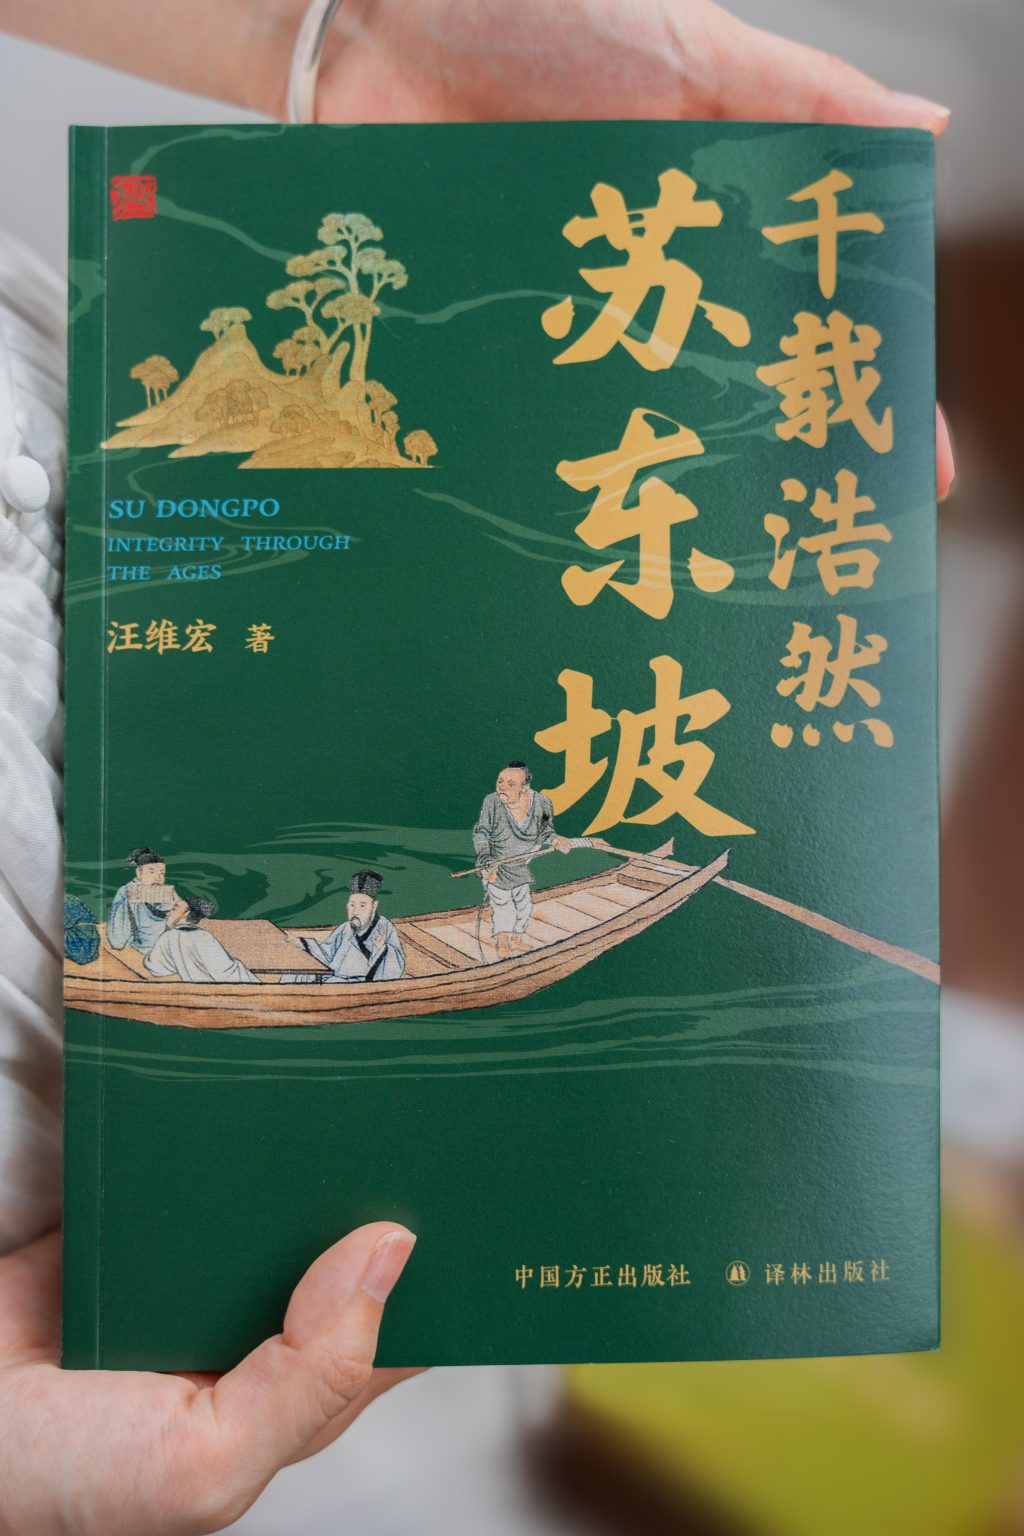 千载浩然
苏东坡
SU DONGPO
INTEGRITY THROUGH
THE AGES
汪维宏 著
中国方正出版社 译林出版社